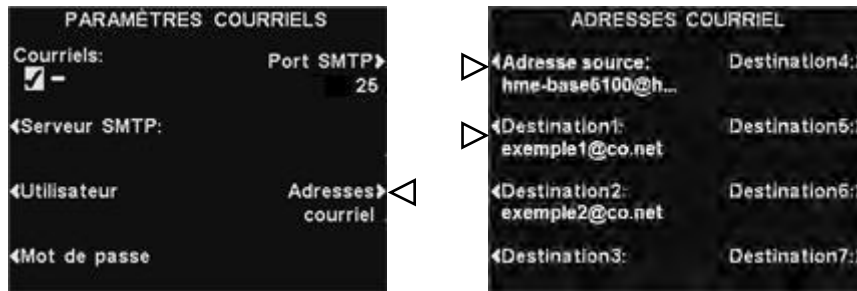 PARAMÈTRES COURRIELS
Courriels:
Port SMTP
25
Serveur SMTP:
Utilisateur
Adresses
courriel
Mot de passe
ADRESSES COURRIEL
Adresse source:
hme-base6100@h...
Destination4:
Destination1:
exemple1@co.net
Destination5:
Destination2:
exemple2@co.net
Destination6:
Destination3:
Destination7: